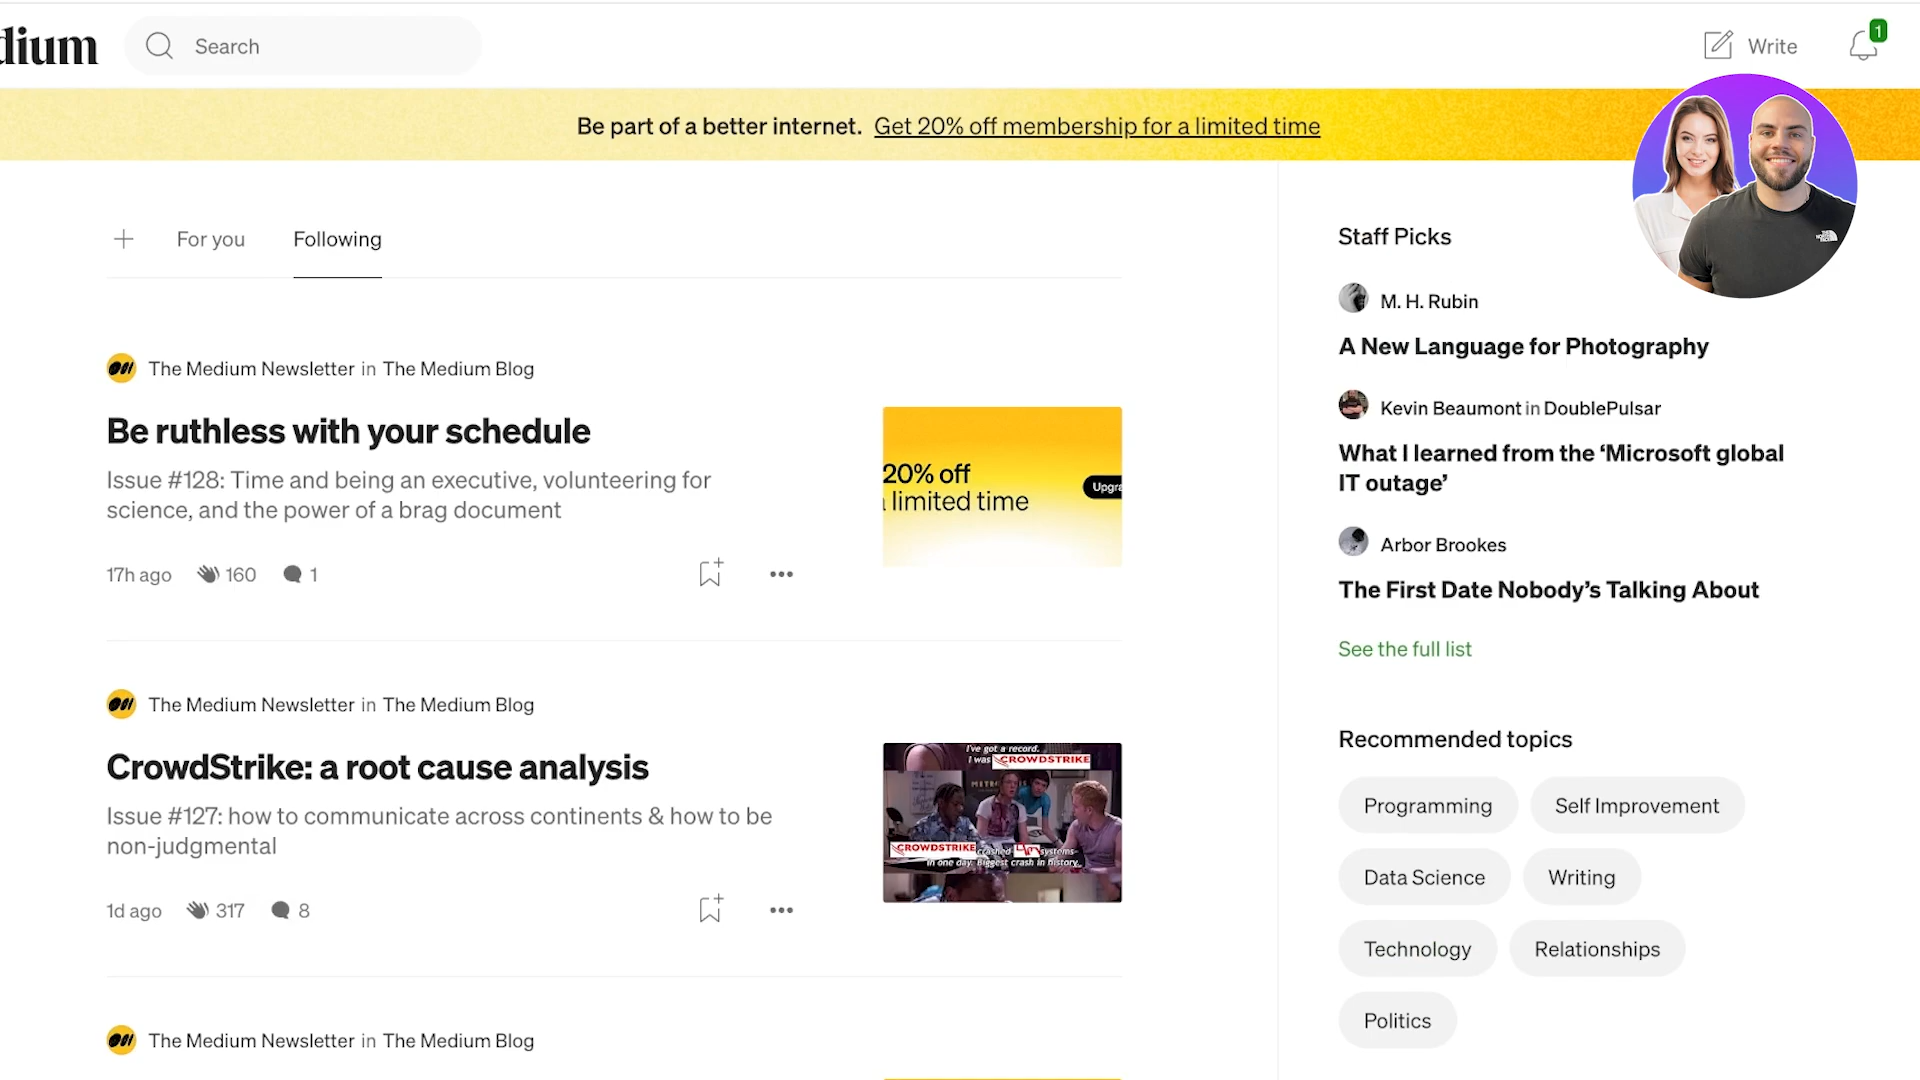 dium
Search
Write
1
Be part of a better internet. Get 20% off membership for a limited time
For you
Following
The Medium Newsletter in The Medium Blog
Be ruthless with your schedule
Issue #128: Time and being an executive, volunteering for
science, and the power of a brag document
17h ago
160
1
20% off
limited time
Upgra
The Medium Newsletter in The Medium Blog
CrowdStrike: a root cause analysis
Issue #127: how to communicate across continents & how to be
non-judgmental
1d ago
317
8
I've got a record.
I was CROWDSTRIKE
CROWDSTRIKE crashed systems
in one day. Biggest crash in history.
The Medium Newsletter in The Medium Blog
Staff Picks
M. H. Rubin
A New Language for Photography
Kevin Beaumont in DoublePulsar
What I learned from the ‘Microsoft global
IT outage’
Arbor Brookes
The First Date Nobody’s Talking About
See the full list
Recommended topics
Programming
Self Improvement
Data Science
Writing
Technology
Relationships
Politics